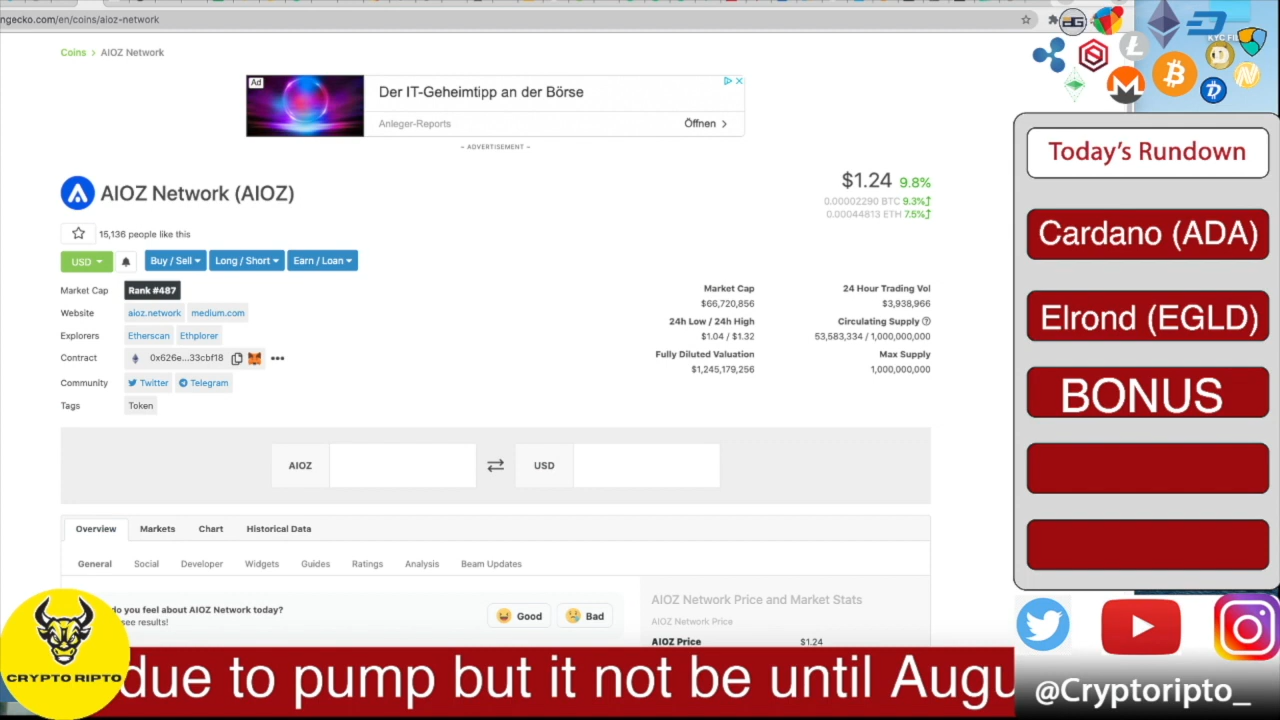 ngecko.com/en/coins/aioz-network
Coins > AIOZ Network
Ad
Der IT-Geheimtipp an der Börse
Anleger-Reports
Öffnen >
– ADVERTISEMENT –
AIOZ Network (AIOZ)
$1.24 9.8%
0.00002290 BTC 9.3%
0.00044813 ETH 7.5%
15,136 people like this
USD
Buy / Sell
Long / Short
Earn / Loan
Market Cap Rank #487
Website aioz.network medium.com
Explorers Etherscan Ethplorer
Contract 0x626e...33cbf18 •••
Community Twitter Telegram
Tags Token
Market Cap
$66,720,856
24 Hour Trading Vol
$3,938,966
24h Low / 24h High
$1.04 / $1.32
Circulating Supply
53,583,334 / 1,000,000,000
Fully Diluted Valuation
$1,245,179,256
Max Supply
1,000,000,000
AIOZ
USD
Overview Markets Chart Historical Data
General Social Developer Widgets Guides Ratings Analysis Beam Updates
do you feel about AIOZ Network today?
see results!
Good
Bad
AIOZ Network Price and Market Stats
AIOZ Network Price
AIOZ Price $1.24
Today's Rundown
Cardano (ADA)
Elrond (EGLD)
BONUS
CRYPTO RIPTO
due to pump but it not be until Augu
@Cryptoripto_